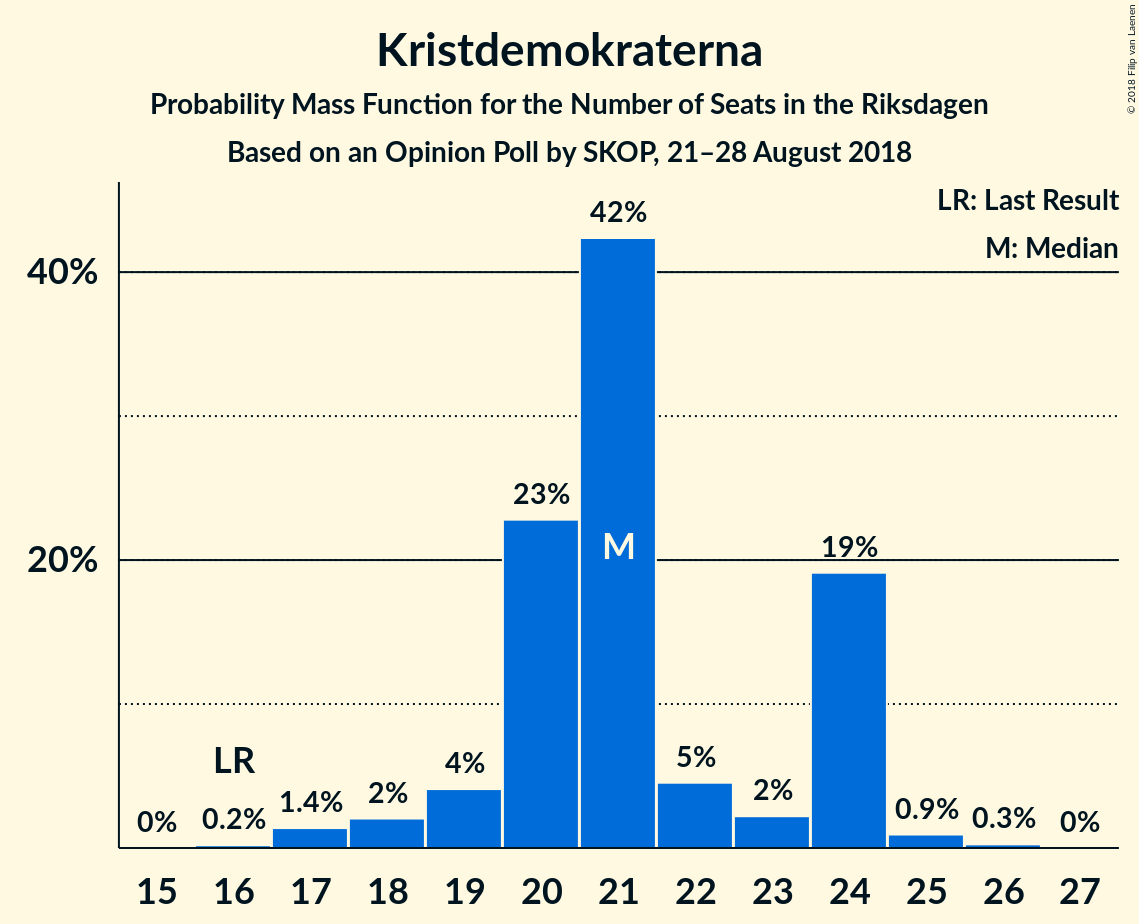 Kristdemokraterna
Probability Mass Function for the Number of Seats in the Riksdagen
Based on an Opinion Poll by SKOP, 21–28 August 2018
© 2018 Filip van Laenen
LR: Last Result
M: Median
40%
20%
0%
LR
0.2%
1.4%
2%
4%
23%
42%
M
5%
2%
19%
0.9%
0.3%
0%
15 16 17 18 19 20 21 22 23 24 25 26 27